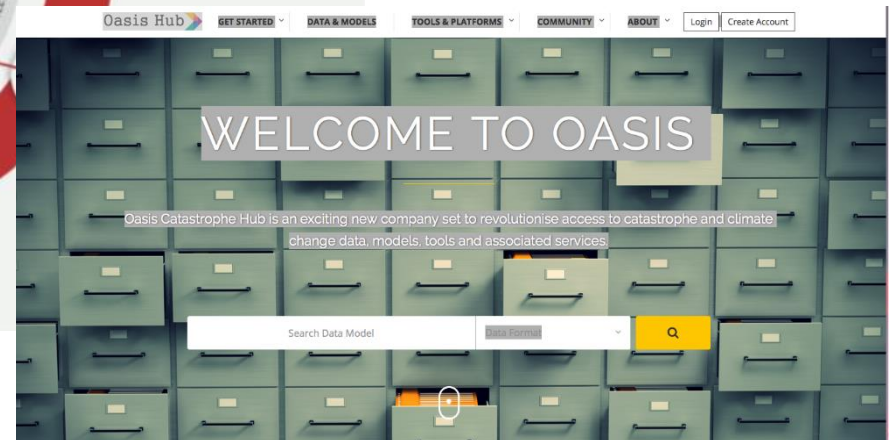 Oasis Hub GET STARTED DATA & MODELS TOOLS & PLATFORMS COMMUNITY ABOUT Login Create Account
WELCOME TO OASIS
Oasis Catastrophe Hub is an exciting new company set to revolutionise access to catastrophe and climate
change data, models, tools and associated services
Search Data Model Data Format